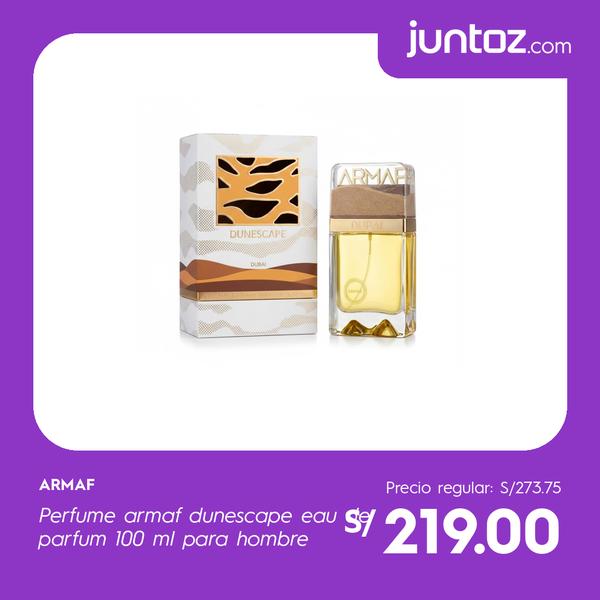 juntoz.com
DUNESCAPE
DUBAI
ARMAF
DUBAI
ARMAF
Precio regular: S/273.75
Perfume armaf dunescape eau de
parfum 100 ml para hombre
S/ 219.00